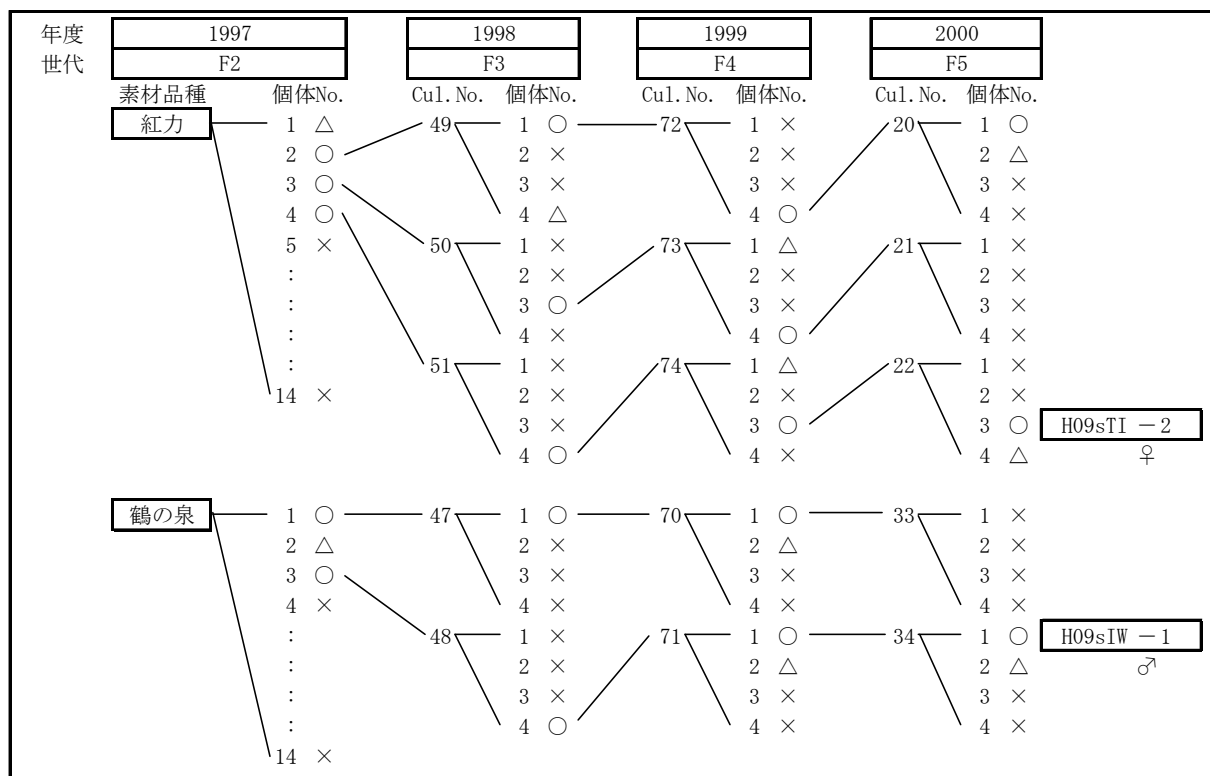 年度 1997 1998 1999 2000
世代 F2 F3 F4 F5
素材品種 個体No. Cul.No. 個体No. Cul.No. 個体No. Cul.No. 個体No.
紅力 1 △ 49 1 ○ 72 1 × 20 1 ○
2 ○ 2 × 2 × 2 △
3 ○ 3 × 3 × 3 ×
4 ○ 4 △ 4 ○ 4 ×
5 × 50 1 × 73 1 △ 21 1 ×
: 2 × 2 × 2 ×
: 3 ○ 3 × 3 ×
: 4 × 4 ○ 4 ×
: 51 1 × 74 1 △ 22 1 ×
14 × 2 × 2 × 2 ×
3 × 3 ○ 3 ○ H09sTI －2
4 ○ 4 × 4 △ ♀
鶴の泉 1 ○ 47 1 ○ 70 1 ○ 33 1 ×
2 △ 2 × 2 △ 2 ×
3 ○ 3 × 3 × 3 ×
4 × 4 × 4 × 4 ×
: 48 1 × 71 1 ○ 34 1 ○ H09sIW －1
: 2 × 2 △ 2 △ ♂
: 3 × 3 × 3 ×
: 4 ○ 4 × 4 ×
14 ×